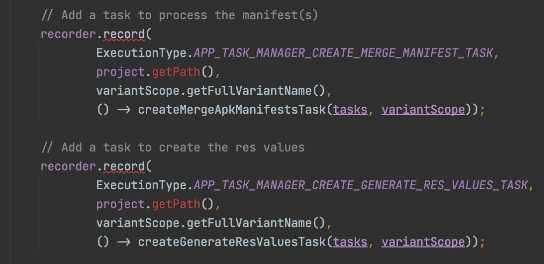 // Add a task to process the manifest(s)
recorder.record(
ExecutionType.APP_TASK_MANAGER_CREATE_MERGE_MANIFEST_TASK,
project.getPath(),
variantScope.getFullVariantName(),
() → createMergeApkManifestsTask(tasks, variantScope));
// Add a task to create the res values
recorder.record(
ExecutionType.APP_TASK_MANAGER_CREATE_GENERATE_RES_VALUES_TASK,
project.getPath(),
variantScope.getFullVariantName(),
() → createGenerateResValuesTask(tasks, variantScope));